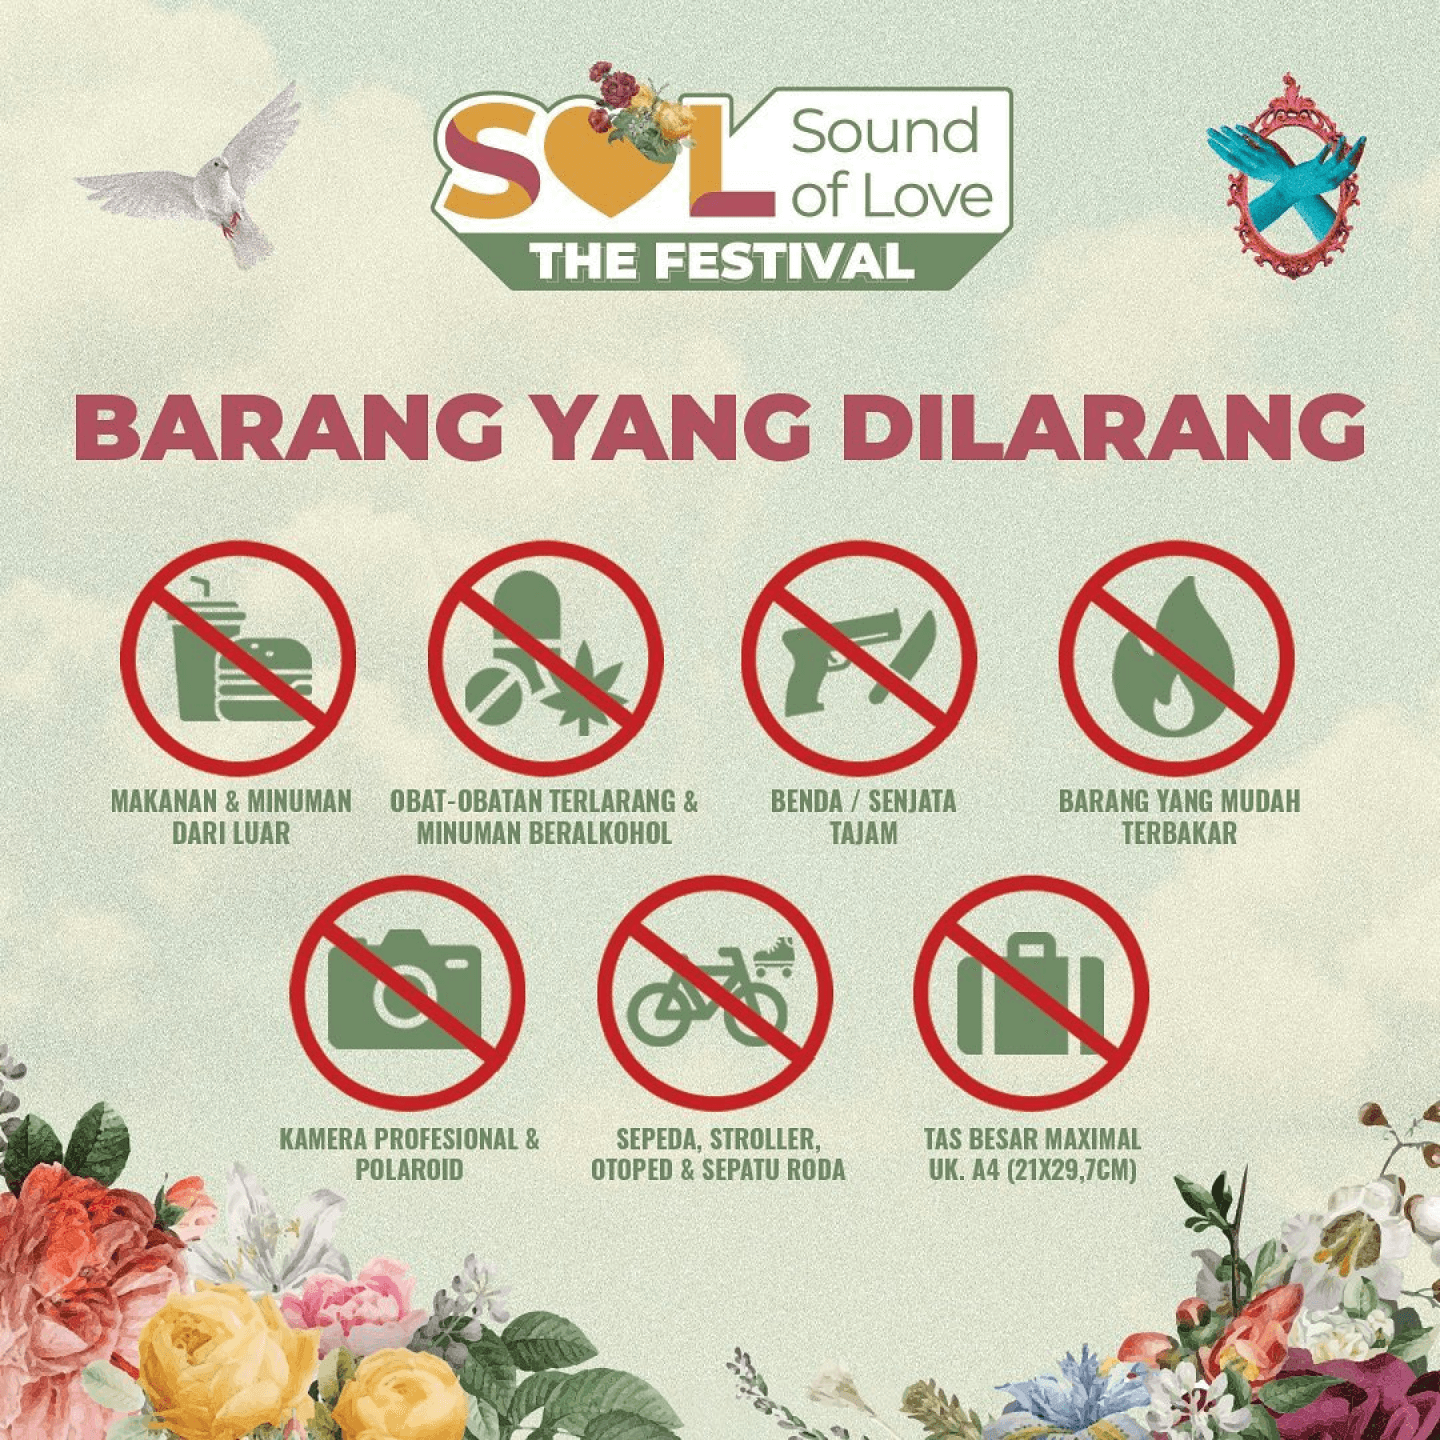 SOL
Sound
of Love
THE FESTIVAL
BARANG YANG DILARANG
MAKANAN & MINUMAN
DARI LUAR
OBAT-OBATAN TERLARANG &
MINUMAN BERALKOHOL
BENDA / SENJATA
TAJAM
BARANG YANG MUDAH
TERBAKAR
KAMERA PROFESIONAL &
POLAROID
SEPEDA, STROLLER,
OTOPED & SEPATU RODA
TAS BESAR MAXIMAL
UK. A4 (21X29,7CM)